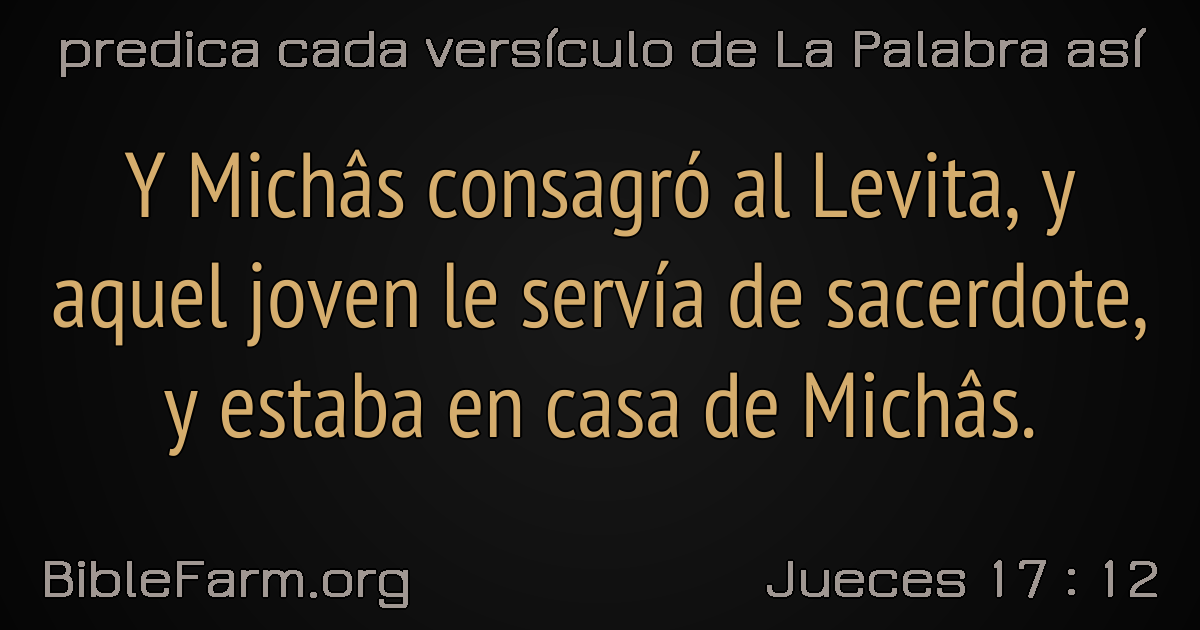 predica cada versículo de La Palabra así
Y Michâs consagró al Levita, y
aquel joven le servía de sacerdote,
y estaba en casa de Michâs.
BibleFarm.org
Jueces 17 : 12